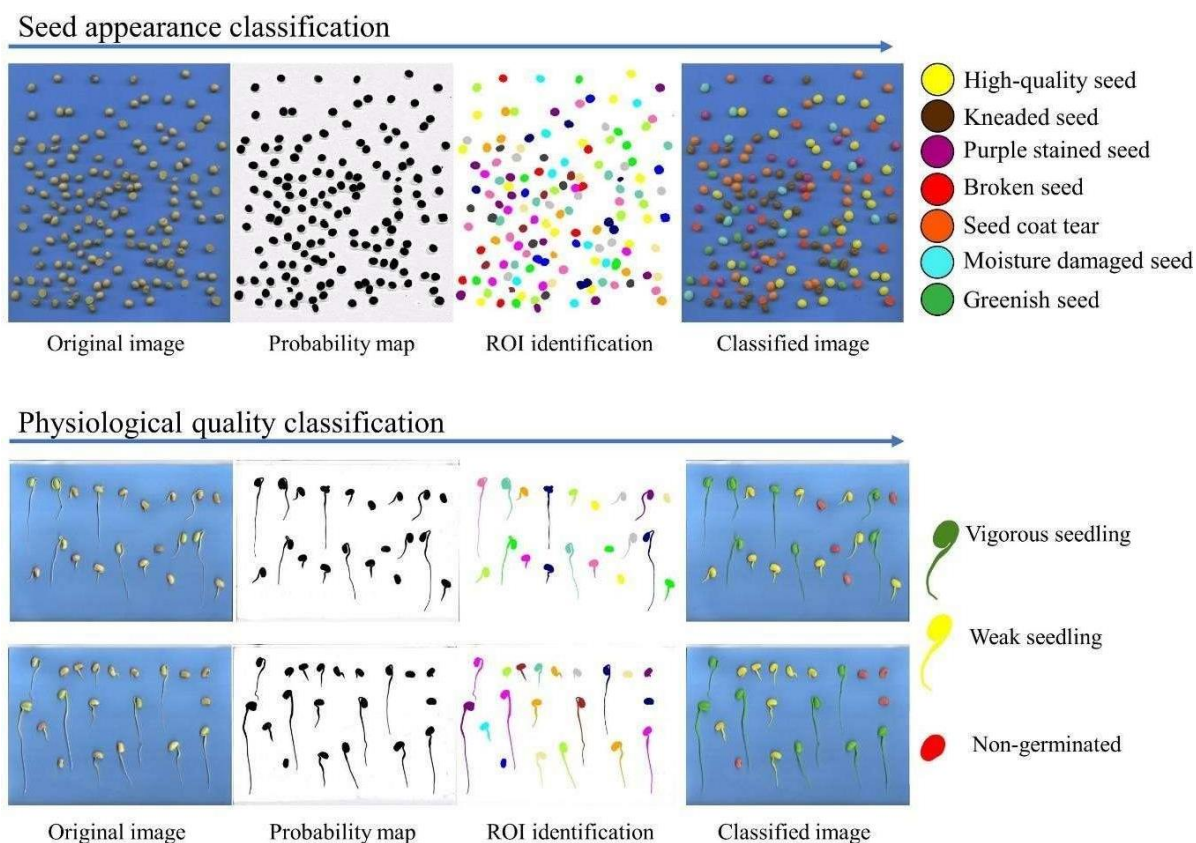 Seed appearance classification
High-quality seed
Kneaded seed
Purple stained seed
Broken seed
Seed coat tear
Moisture damaged seed
Greenish seed
Original image
Probability map
ROI identification
Classified image
Physiological quality classification
Vigorous seedling
Weak seedling
Non-germinated
Original image
Probability map
ROI identification
Classified image